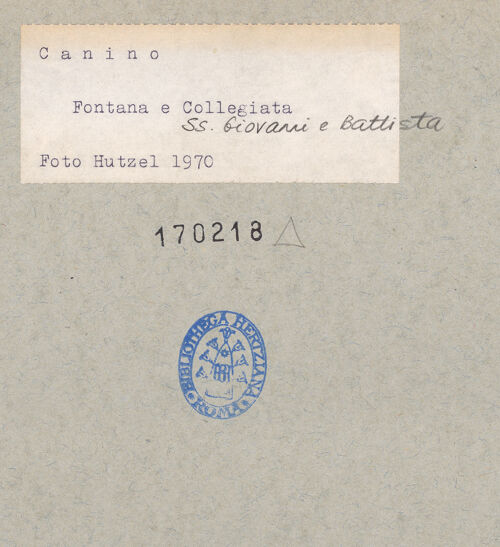 Canino
Fontana e Collegiata
SS. Giovanni e Battista
Foto Hutzel 1970
170218
BIBLIOTHECA HERTZIANA
ROMA